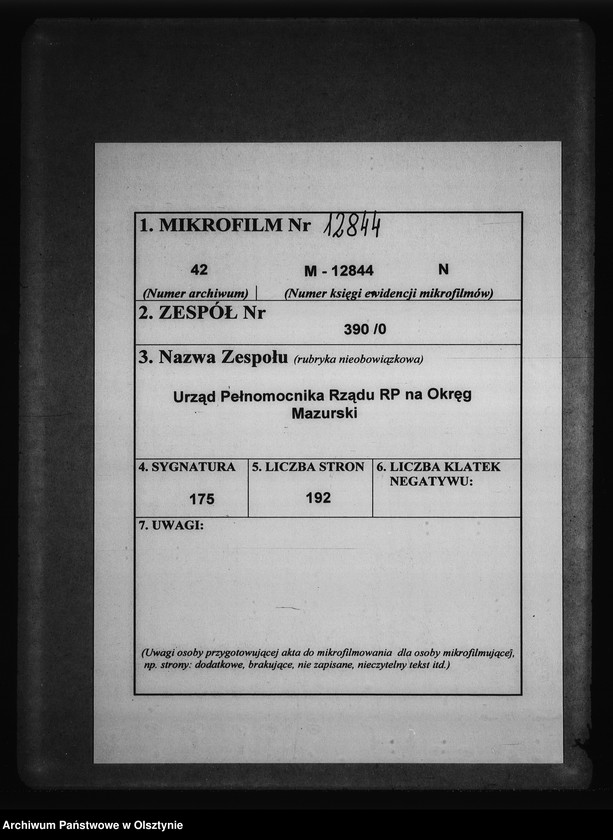 1. MIKROFILM Nr 12844
42 M - 12844 N
(Numer archiwum) (Numer księgi ewidencji mikrofilmów)
2. ZESPÓŁ Nr
390 /0
3. Nazwa Zespołu (rubryka nieobowiązkowa)
Urząd Pełnomocnika Rządu RP na Okręg
Mazurski
4. SYGNATURA
175
5. LICZBA STRON
192
6. LICZBA KLATEK
NEGATYWU:
7. UWAGI:
(Uwagi osoby przygotowującej akta do mikrofilmowania dla osoby mikrofilmującej,
np. strony: dodatkowe, brakujące, nie zapisane, nieczytelny tekst itd.)
Archiwum Państwowe w Olsztynie